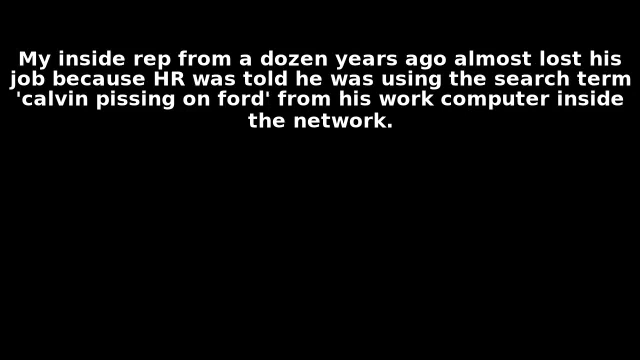 My inside rep from a dozen years ago almost lost his
job because HR was told he was using the search term
'calvin pissing on ford' from his work computer inside
the network.